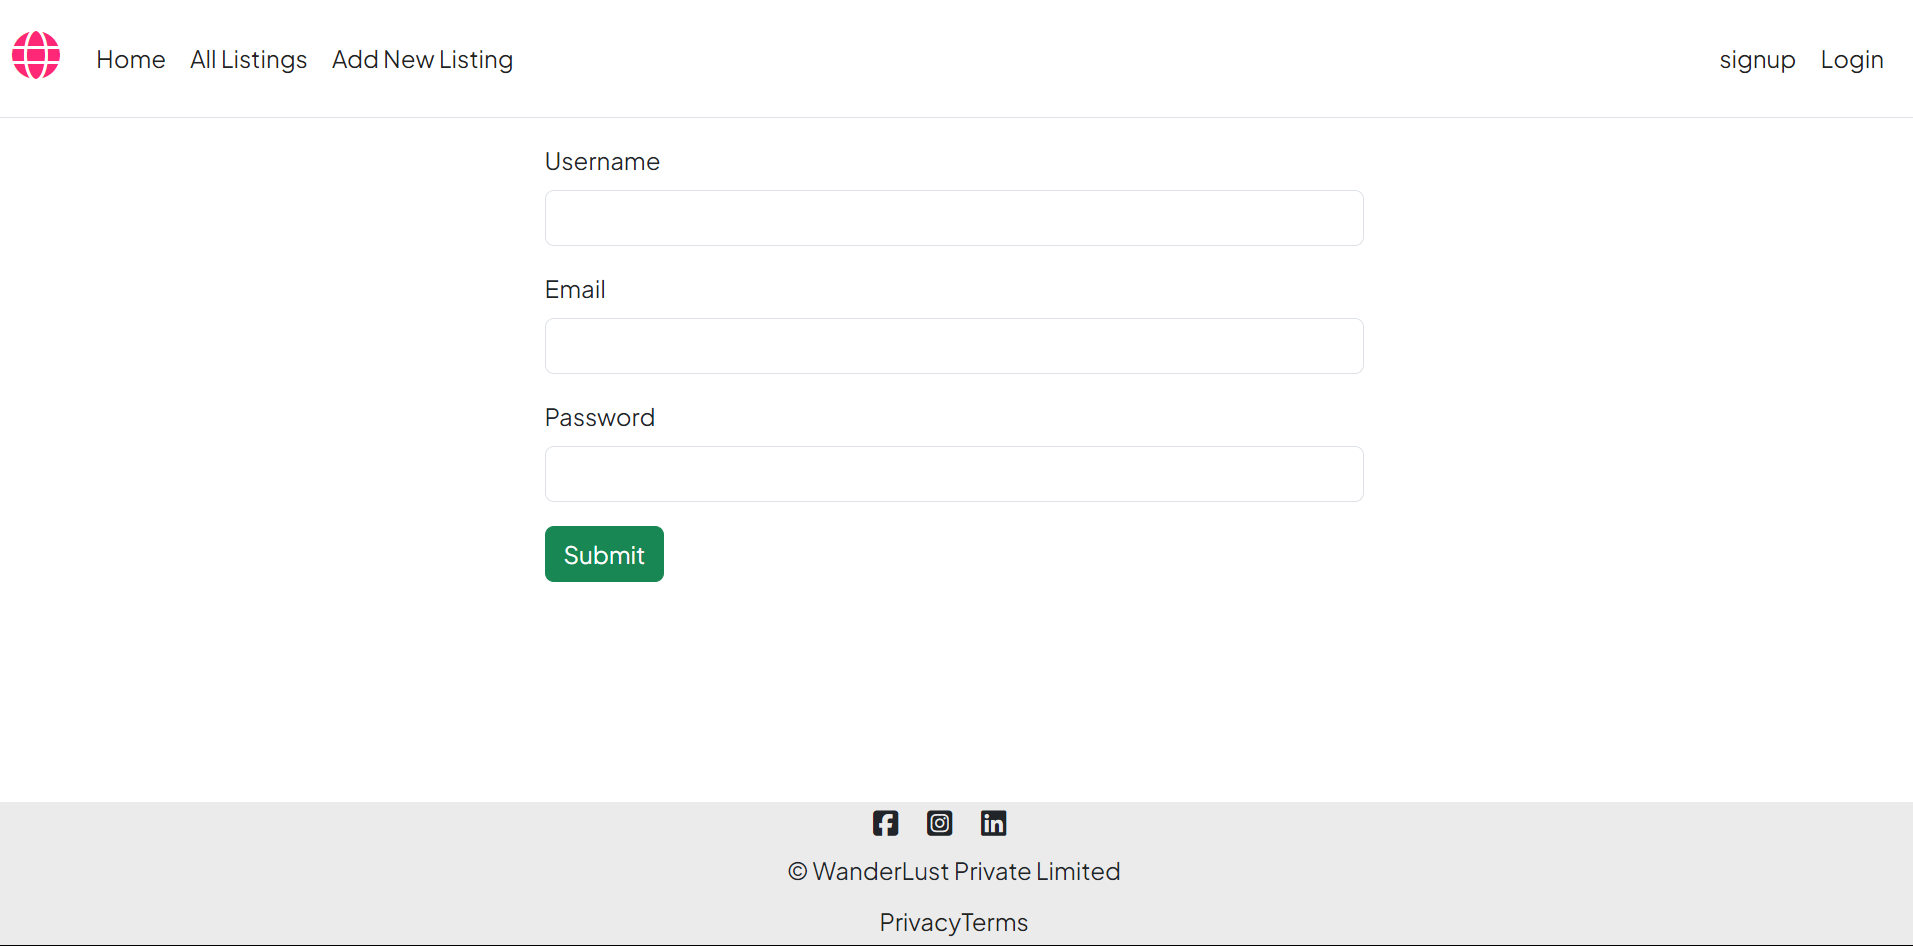 Home All Listings Add New Listing signup Login
Username
Email
Password
Submit
© WanderLust Private Limited
PrivacyTerms